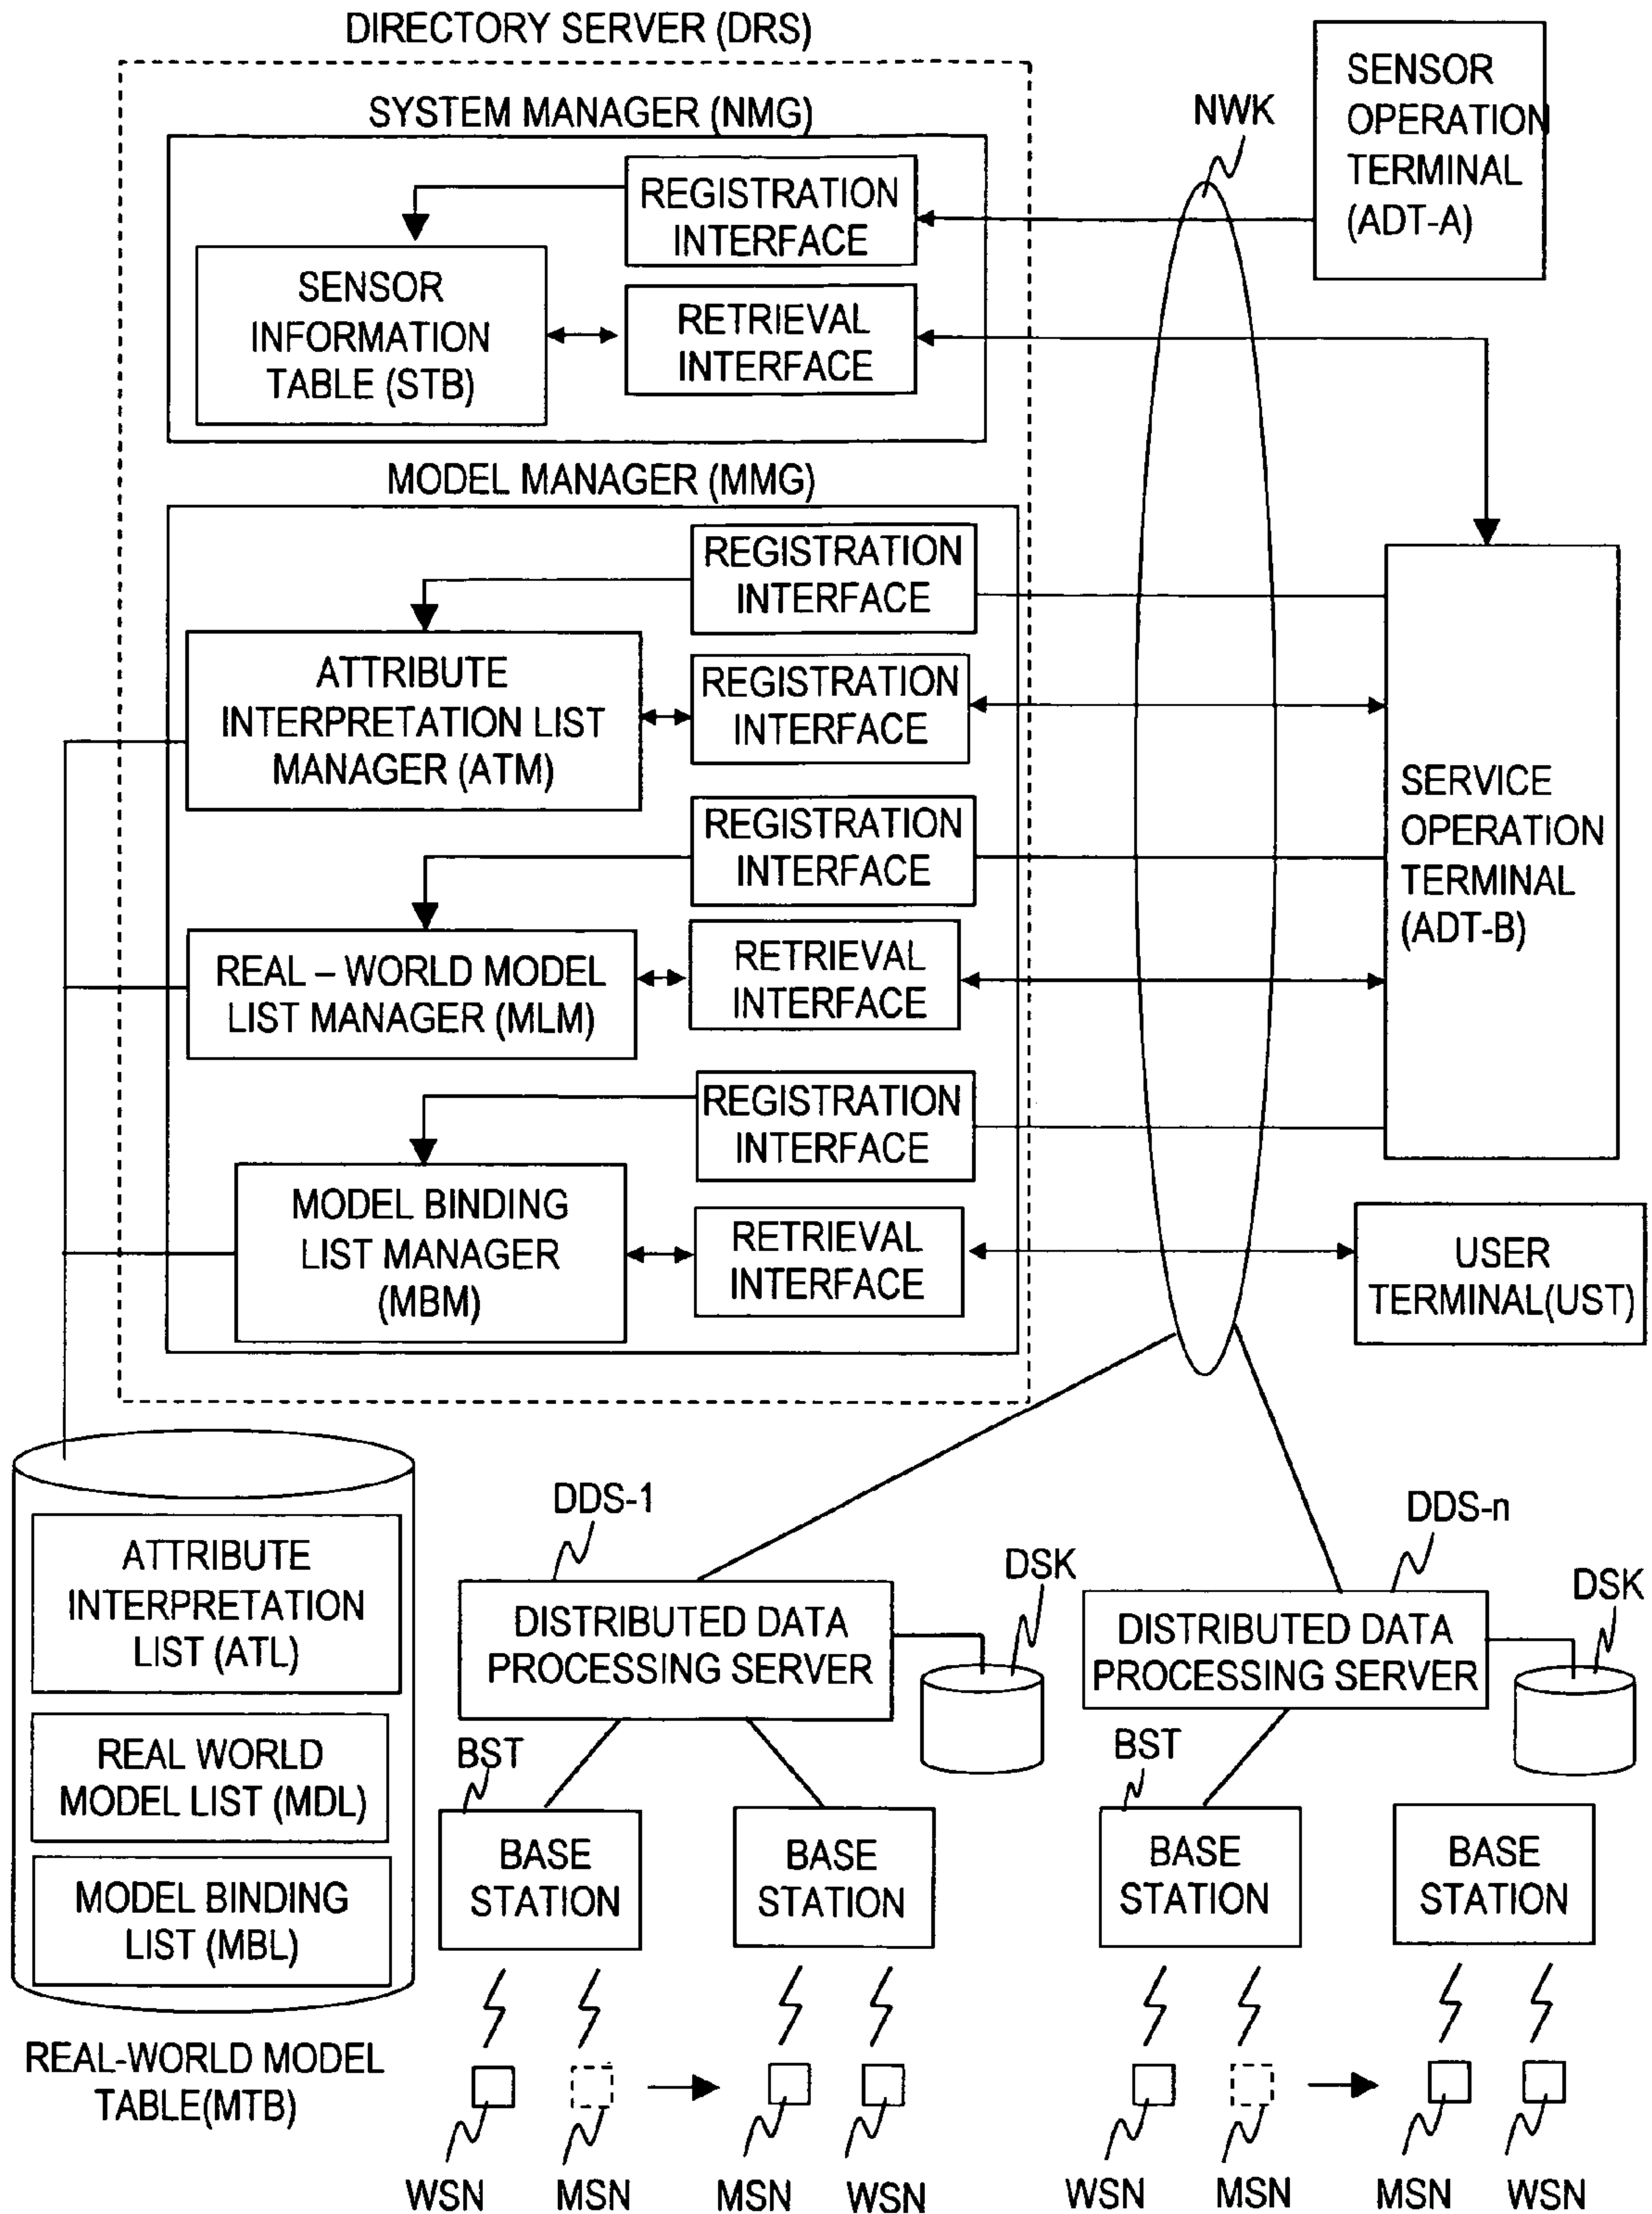 DIRECTORY SERVER (DRS)
SYSTEM MANAGER (NMG)
REGISTRATION
INTERFACE
SENSOR
INFORMATION
TABLE (STB)
RETRIEVAL
INTERFACE
NWK
SENSOR
OPERATION
TERMINAL
(ADT-A)
MODEL MANAGER (MMG)
REGISTRATION
INTERFACE
ATTRIBUTE
INTERPRETATION LIST
MANAGER (ATM)
REGISTRATION
INTERFACE
REGISTRATION
INTERFACE
REAL – WORLD MODEL
LIST MANAGER (MLM)
RETRIEVAL
INTERFACE
REGISTRATION
INTERFACE
MODEL BINDING
LIST MANAGER
(MBM)
RETRIEVAL
INTERFACE
SERVICE
OPERATION
TERMINAL
(ADT-B)
USER
TERMINAL(UST)
ATTRIBUTE
INTERPRETATION
LIST (ATL)
REAL WORLD
MODEL LIST (MDL)
MODEL BINDING
LIST (MBL)
REAL-WORLD MODEL
TABLE(MTB)
DDS-1
DISTRIBUTED DATA
PROCESSING SERVER
DSK
DDS-n
DISTRIBUTED DATA
PROCESSING SERVER
DSK
BST
BASE
STATION
BASE
STATION
BST
BASE
STATION
BASE
STATION
WSN
MSN
MSN
WSN
WSN
MSN
MSN
WSN